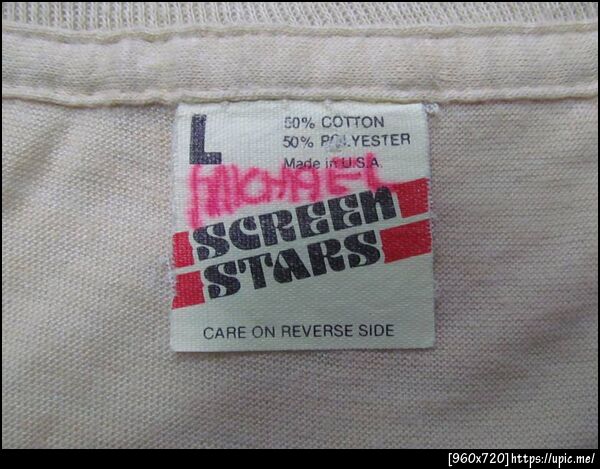 L
50% COTTON
50% POLYESTER
Made in U.S.A.
MICHAEL
SCREEN
STARS
CARE ON REVERSE SIDE
[960x720]https://upic.me/